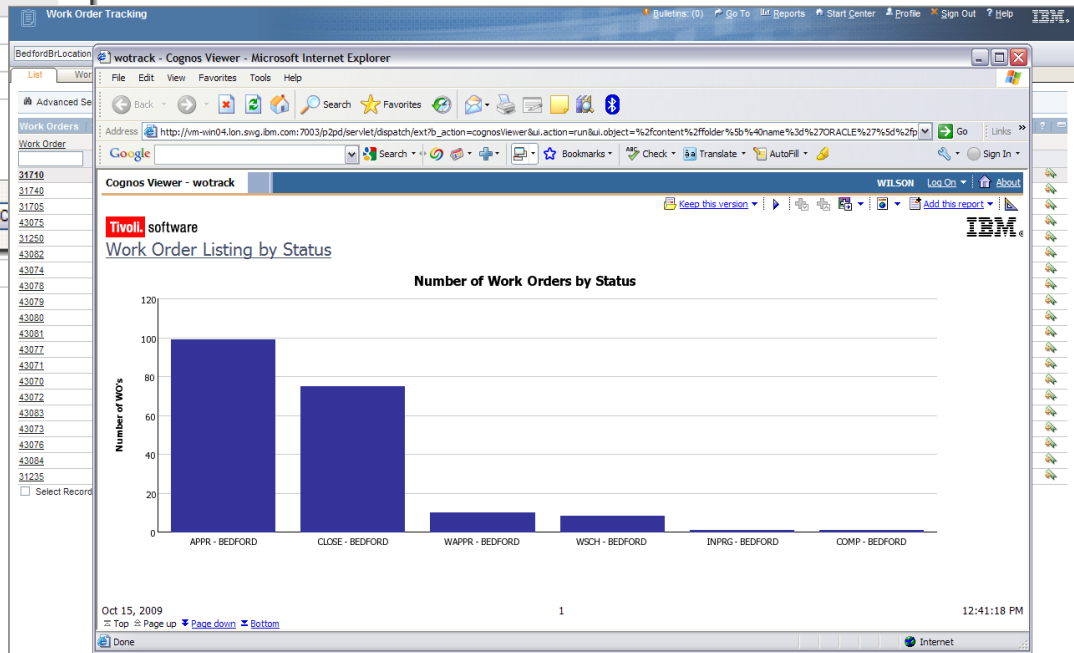 Work Order Tracking
Bulletins: (0) Go To Reports Start Center Profile Sign Out ? Help IBM.
BedfordBrLocation
List Wor
Advanced Se
Work Orders
Work Order
31710
31740
31705
43075
31250
43082
43074
43078
43079
43080
43081
43077
43071
43070
43072
43083
43073
43076
43084
31235
Select Record
wotrack - Cognos Viewer - Microsoft Internet Explorer
File Edit View Favorites Tools Help
Back Search Favorites
Address http://vm-win04.lon.swg.ibm.com:7003/p2pd/servlet/dispatch/ext?b_action=cognosViewer&ui.action=run&ui.object=%2fcontent%2ffolder%5b%40name%3d%27ORACLE%27%5d%2fp Go Links »
Google Search Bookmarks Check Translate AutoFill Sign In
Cognos Viewer - wotrack WILSON Log On About
Keep this version Add this report
Tivoli. software IBM.
Work Order Listing by Status
Number of Work Orders by Status
120
100
80
60
40
20
0
Number of WO's
APPR - BEDFORD CLOSE - BEDFORD WAPPR - BEDFORD WSCH - BEDFORD INPRG - BEDFORD COMP - BEDFORD
Oct 15, 2009 1 12:41:18 PM
Top Page up Page down Bottom
Done Internet